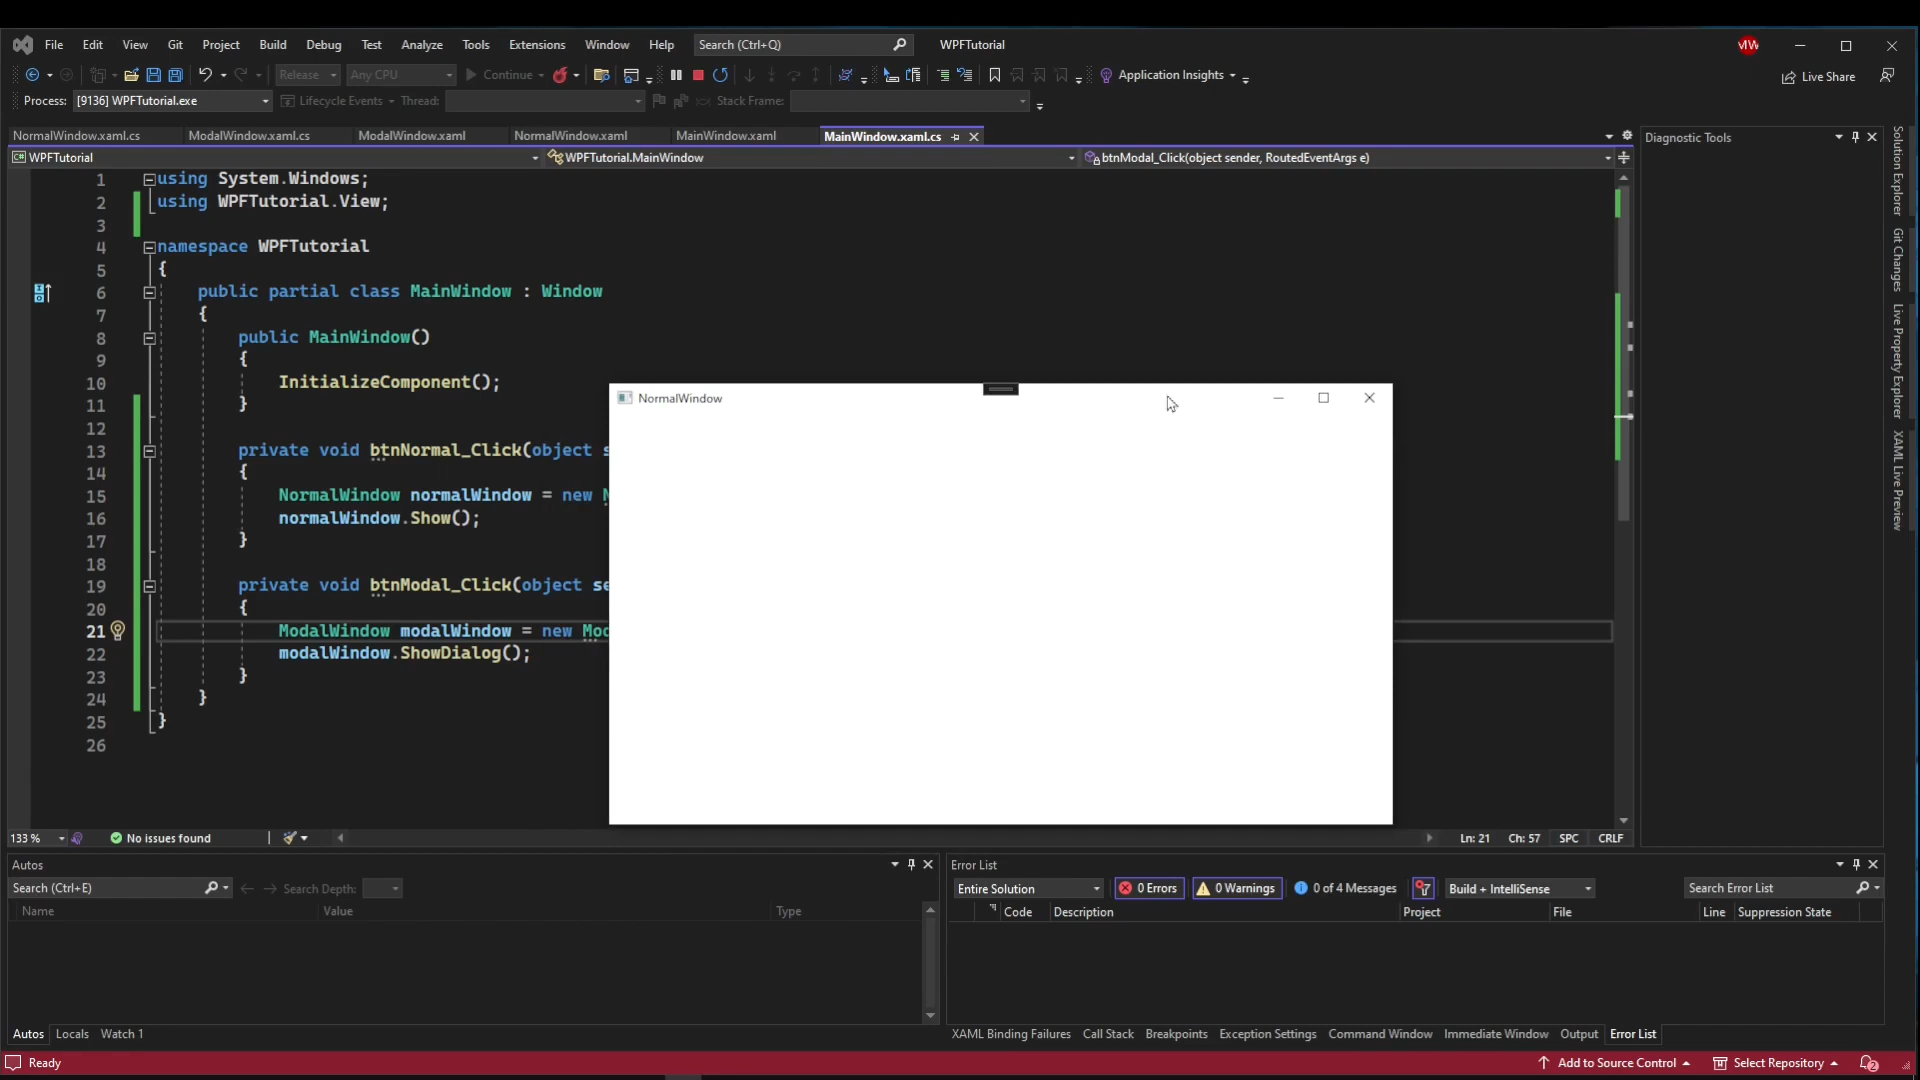 File Edit View Git Project Build Debug Test Analyze Tools Extensions Window Help Search (Ctrl+Q) WPFTutorial MW
Release Any CPU Continue Application Insights Live Share
Process: [9136] WPFTutorial.exe Lifecycle Events Thread: Stack Frame:
NormalWindow.xaml.cs ModalWindow.xaml.cs ModalWindow.xaml NormalWindow.xaml MainWindow.xaml MainWindow.xaml.cs Diagnostic Tools
WPFTutorial WPFTutorial.MainWindow btnModal_Click(object sender, RoutedEventArgs e)
1 using System.Windows;
2 using WPFTutorial.View;
3
4 namespace WPFTutorial
5 {
6 public partial class MainWindow : Window
7 {
8 public MainWindow()
9 {
10 InitializeComponent();
11 }
12
13 private void btnNormal_Click(object s
14 {
15 NormalWindow normalWindow = new N
16 normalWindow.Show();
17 }
18
19 private void btnModal_Click(object se
20 {
21 ModalWindow modalWindow = new Mod
22 modalWindow.ShowDialog();
23 }
24 }
25 }
26
NormalWindow
Solution Explorer
Git Changes
Live Property Explorer
XAML Live Preview
133 % No issues found Ln: 21 Ch: 57 SPC CRLF
Autos
Search (Ctrl+E) Search Depth:
Name Value Type
Autos Locals Watch 1
Error List
Entire Solution 0 Errors 0 Warnings 0 of 4 Messages Build + IntelliSense Search Error List
Code Description Project File Line Suppression State
XAML Binding Failures Call Stack Breakpoints Exception Settings Command Window Immediate Window Output Error List
Ready Add to Source Control Select Repository 2